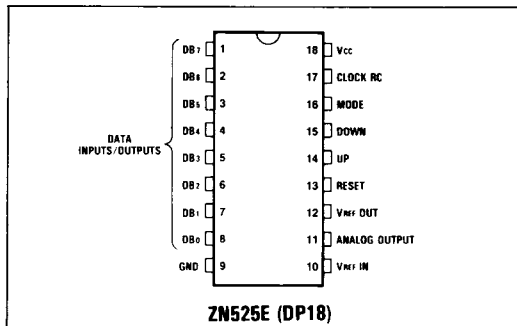 DB7 1 18 VCC
DB6 2 17 CLOCK RC
DB5 3 16 MODE
DB4 4 15 DOWN
DATA
INPUTS/OUTPUTS
DB3 5 14 UP
DB2 6 13 RESET
DB1 7 12 VREF OUT
DB0 8 11 ANALOG OUTPUT
GND 9 10 VREF IN
ZN525E (DP18)